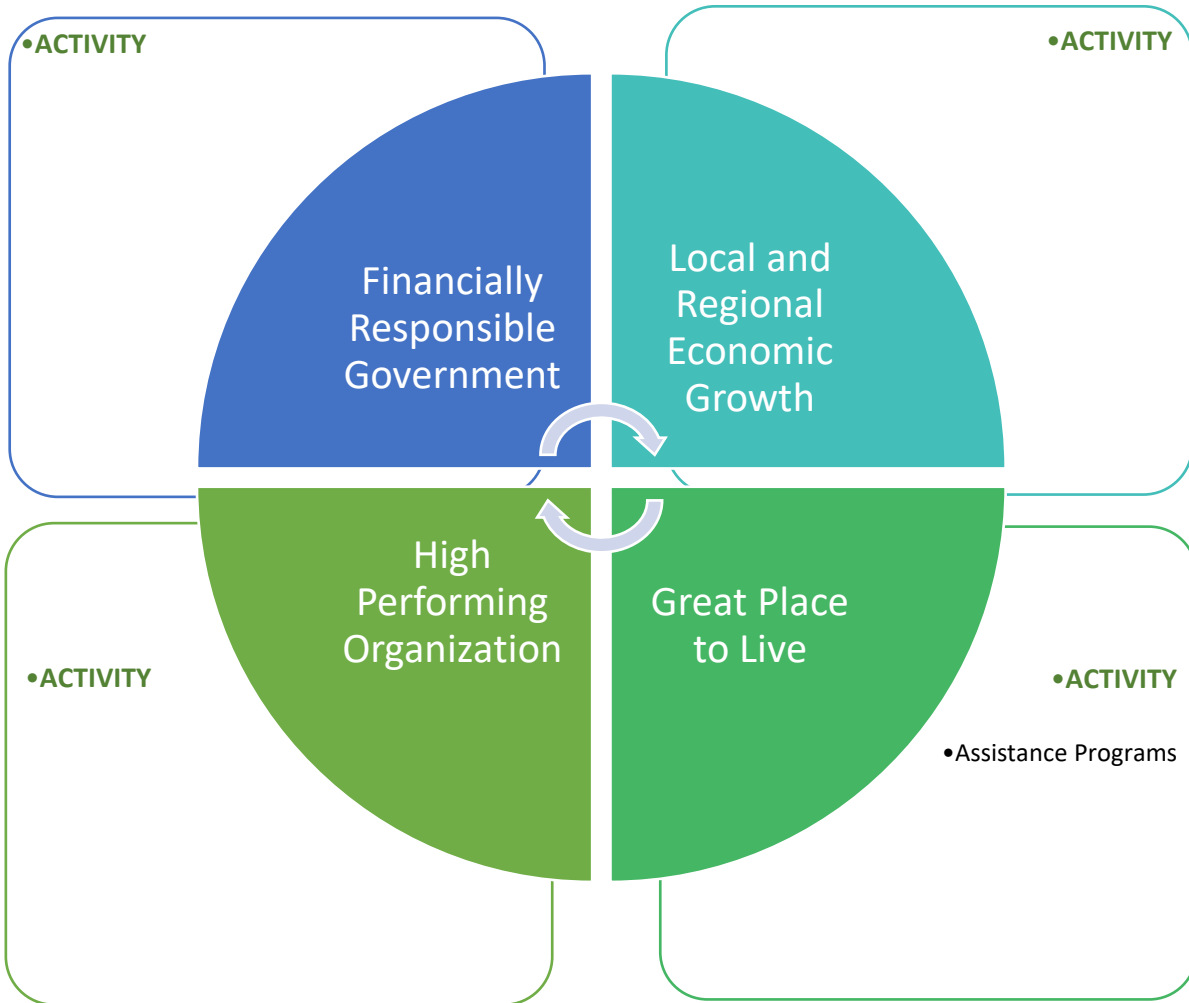 •ACTIVITY
•ACTIVITY
Financially
Responsible
Government
Local and
Regional
Economic
Growth
High
Performing
Organization
Great Place
to Live
•ACTIVITY
•ACTIVITY
•Assistance Programs